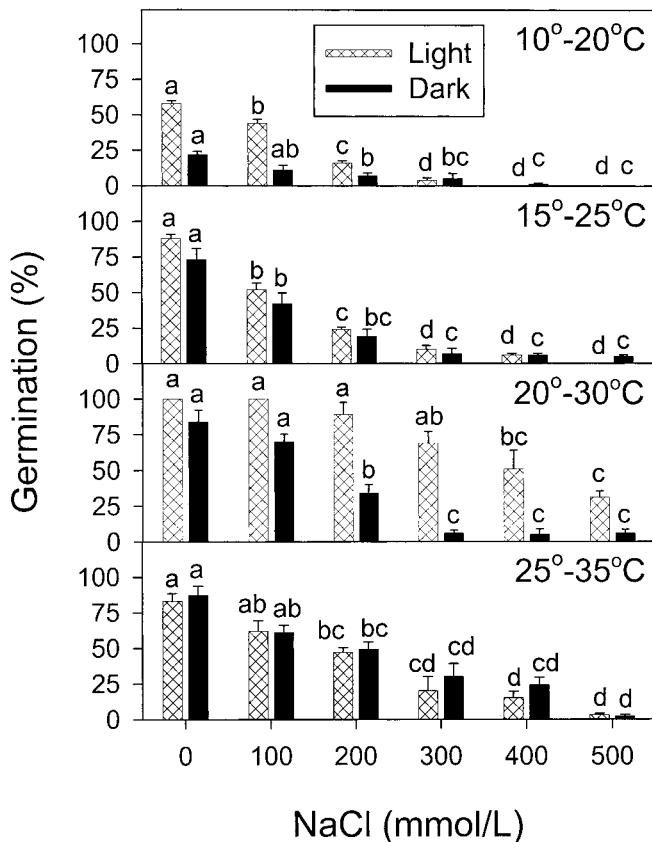 Germination (%)
10°-20°C
Light
Dark
100
75
50
25
0
a a b ab c b d bc d c d c
15°-25°C
100
75
50
25
0
a a b b c bc d c d c d c
20°-30°C
100
75
50
25
0
a a a a b ab c bc c c c
25°-35°C
100
75
50
25
0
a a ab ab bc bc cd cd d cd d d
0 100 200 300 400 500
NaCl (mmol/L)